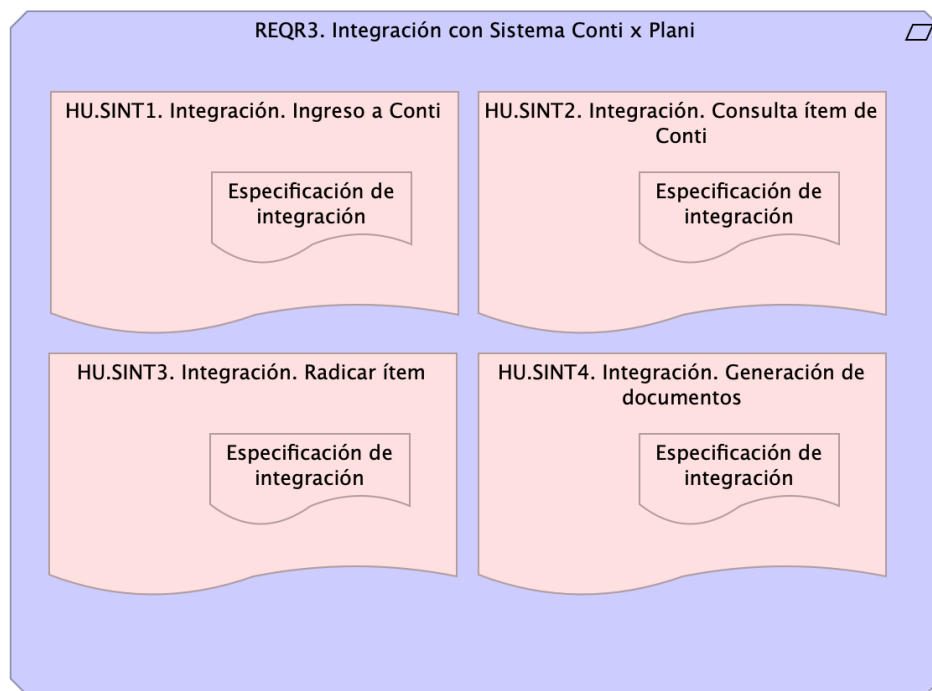 REQR3. Integración con Sistema Conti x Plani
HU.SINT1. Integración. Ingreso a Conti
Especificación de
integración
HU.SINT2. Integración. Consulta ítem de
Conti
Especificación de
integración
HU.SINT3. Integración. Radicar ítem
Especificación de
integración
HU.SINT4. Integración. Generación de
documentos
Especificación de
integración